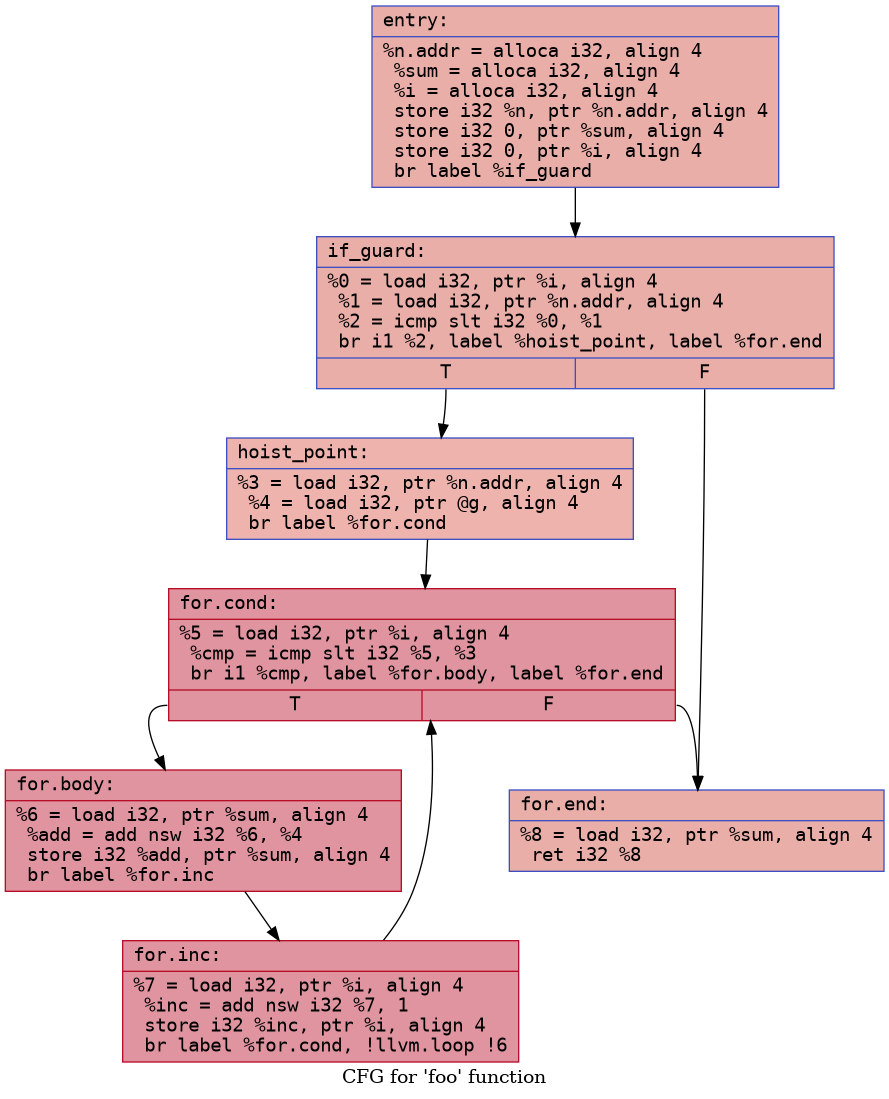 entry:
%n.addr = alloca i32, align 4
%sum = alloca i32, align 4
%i = alloca i32, align 4
store i32 %n, ptr %n.addr, align 4
store i32 0, ptr %sum, align 4
store i32 0, ptr %i, align 4
br label %if_guard
if_guard:
%0 = load i32, ptr %i, align 4
%1 = load i32, ptr %n.addr, align 4
%2 = icmp slt i32 %0, %1
br i1 %2, label %hoist_point, label %for.end
T F
hoist_point:
%3 = load i32, ptr %n.addr, align 4
%4 = load i32, ptr @g, align 4
br label %for.cond
for.cond:
%5 = load i32, ptr %i, align 4
%cmp = icmp slt i32 %5, %3
br i1 %cmp, label %for.body, label %for.end
T F
for.body:
%6 = load i32, ptr %sum, align 4
%add = add nsw i32 %6, %4
store i32 %add, ptr %sum, align 4
br label %for.inc
for.end:
%8 = load i32, ptr %sum, align 4
ret i32 %8
for.inc:
%7 = load i32, ptr %i, align 4
%inc = add nsw i32 %7, 1
store i32 %inc, ptr %i, align 4
br label %for.cond, !llvm.loop !6
CFG for 'foo' function